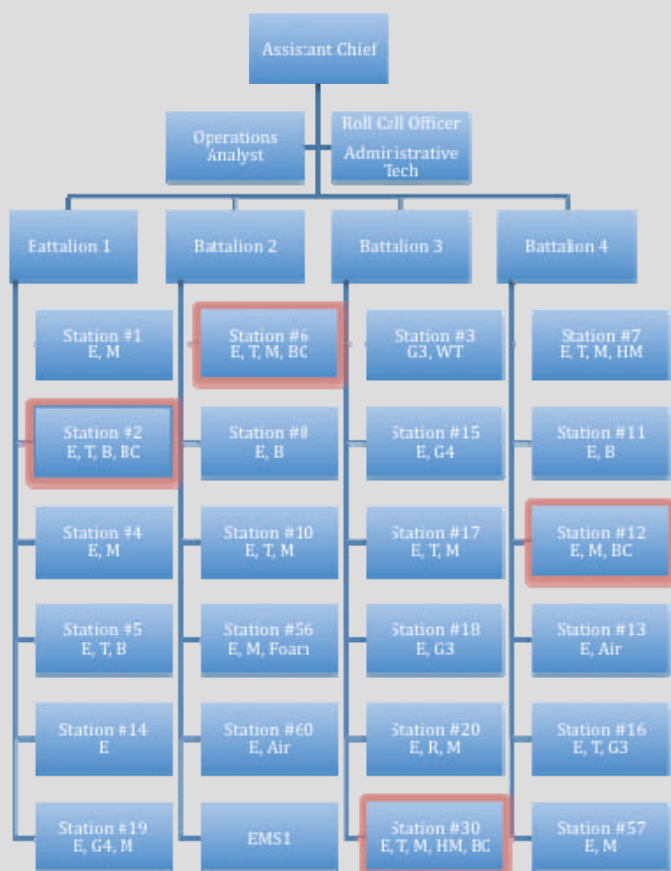 Assistant Chief
Operations
Analyst
Roll Call Officer
Administrative
Tech
Battalion 1
Battalion 2
Battalion 3
Battalion 4
Station #1
E, M
Station #2
E, T, B, BC
Station #4
E, M
Station #5
E, T, B
Station #14
E
Station #19
E, G4, M
Station #6
E, T, M, BC
Station #8
E, B
Station #10
E, T, M
Station #56
E, M, Foam
Station #60
E, Air
EMS1
Station #3
G3, WT
Station #15
E, G4
Station #17
E, T, M
Station #18
E, G3
Station #20
E, R, M
Station #30
E, T, M, HM, BC
Station #7
E, T, M, HM
Station #11
E, B
Station #12
E, M, BC
Station #13
E, Air
Station #16
E, T, G3
Station #57
E, M